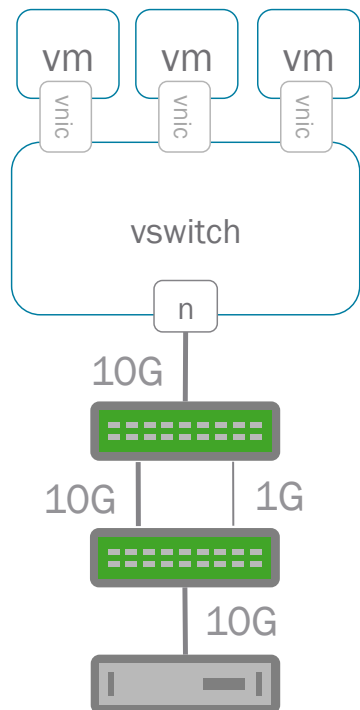 vm vm vm
vnic vnic vnic
vswitch
n
10G
10G 1G
10G